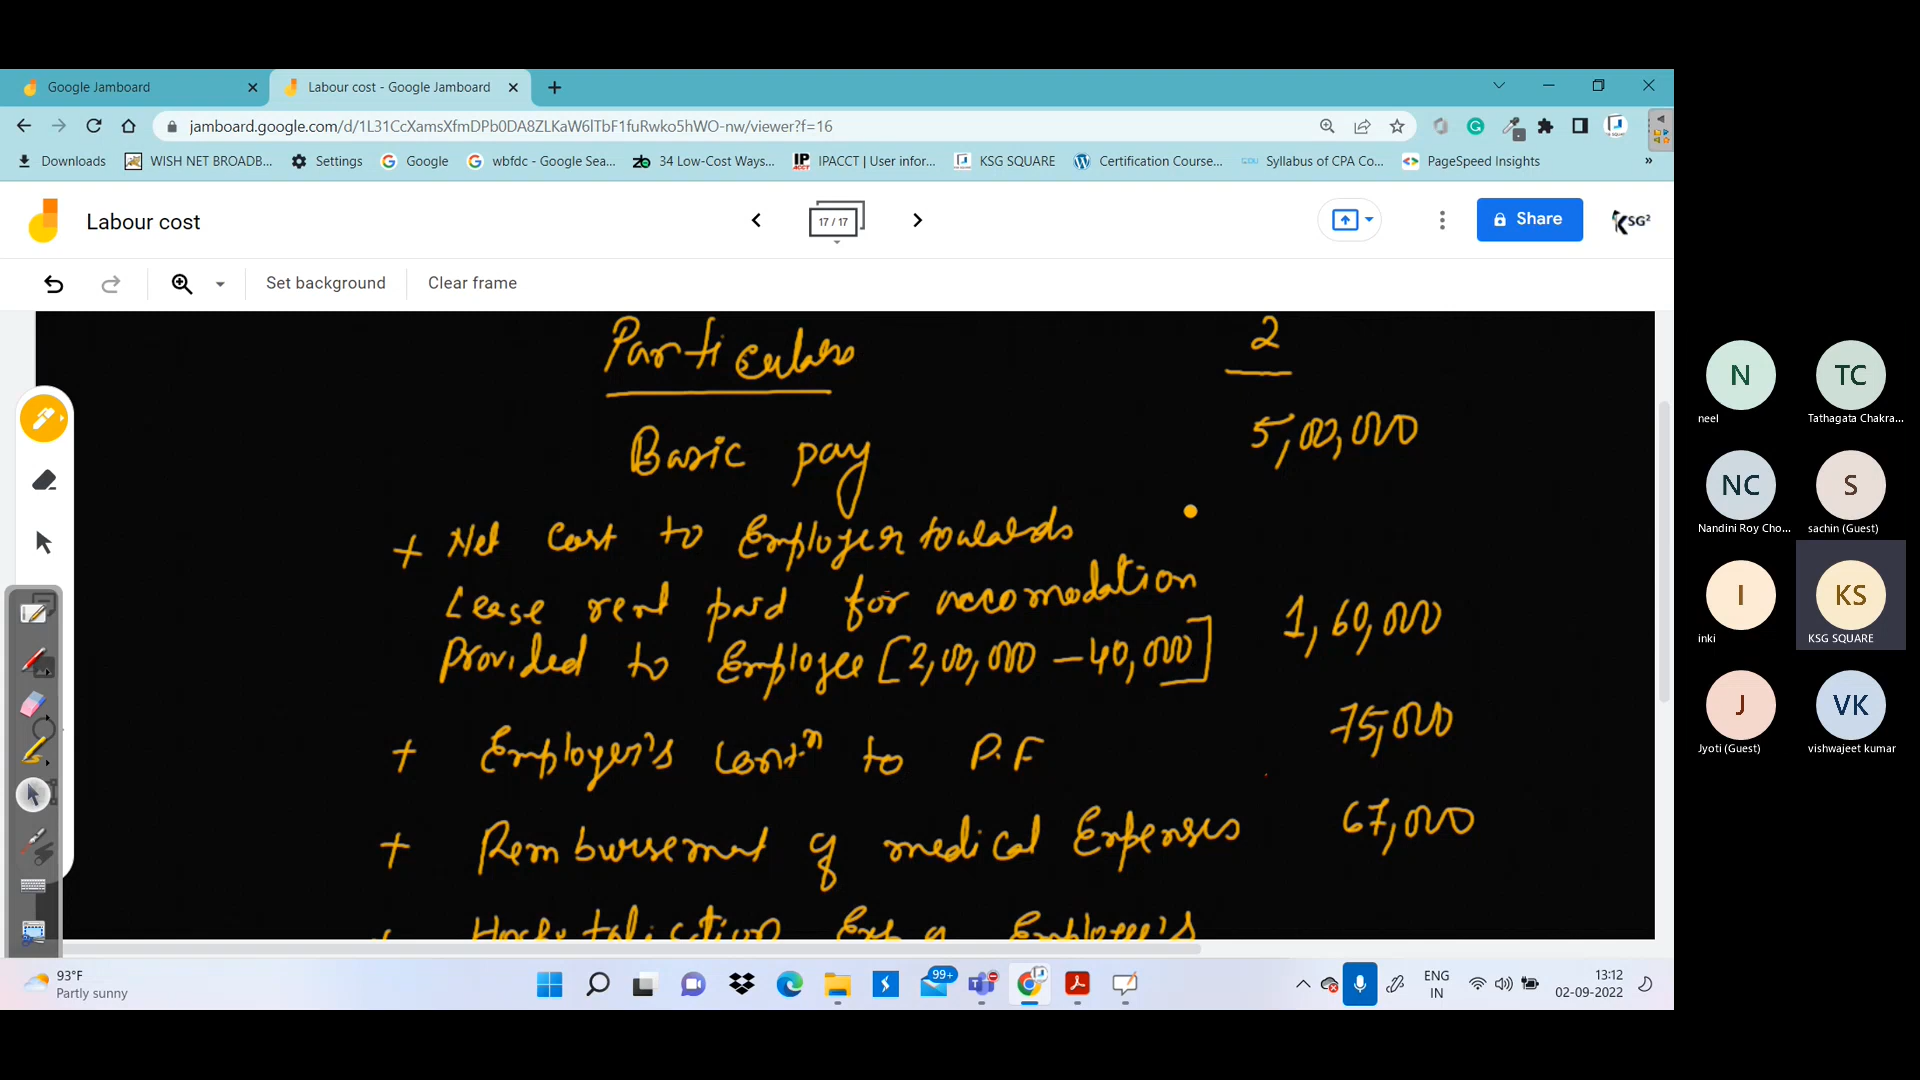 Google Jamboard
Labour cost - Google Jamboard
jamboard.google.com/d/1L31CcXamsXfmDPb0DA8ZLKaW6lTbF1fuRwko5hWO-nw/viewer?f=16
Downloads
WISH NET BROADB...
Settings
Google
wbfdc - Google Sea...
34 Low-Cost Ways...
IPACCT | User infor...
KSG SQUARE
Certification Course...
Syllabus of CPA Co...
PageSpeed Insights
»
Labour cost
17 / 17
Share
KSG²
Set background
Clear frame
Particulars 2
Basic pay 5,00,000
+ Net Cost to Employer towards
Lease rent paid for accomodation
Provided to Employee [2,00,000 - 40,000] 1,60,000
+ Employer's Contn to P.F 75,000
+ Remburisement of medical Expenses 67,000
N
neel
TC
Tathagata Chakra...
NC
Nandini Roy Cho...
S
sachin (Guest)
I
inki
KS
KSG SQUARE
J
Jyoti (Guest)
VK
vishwajeet kumar
93°F
Partly sunny
99+
ENG
IN
13:12
02-09-2022